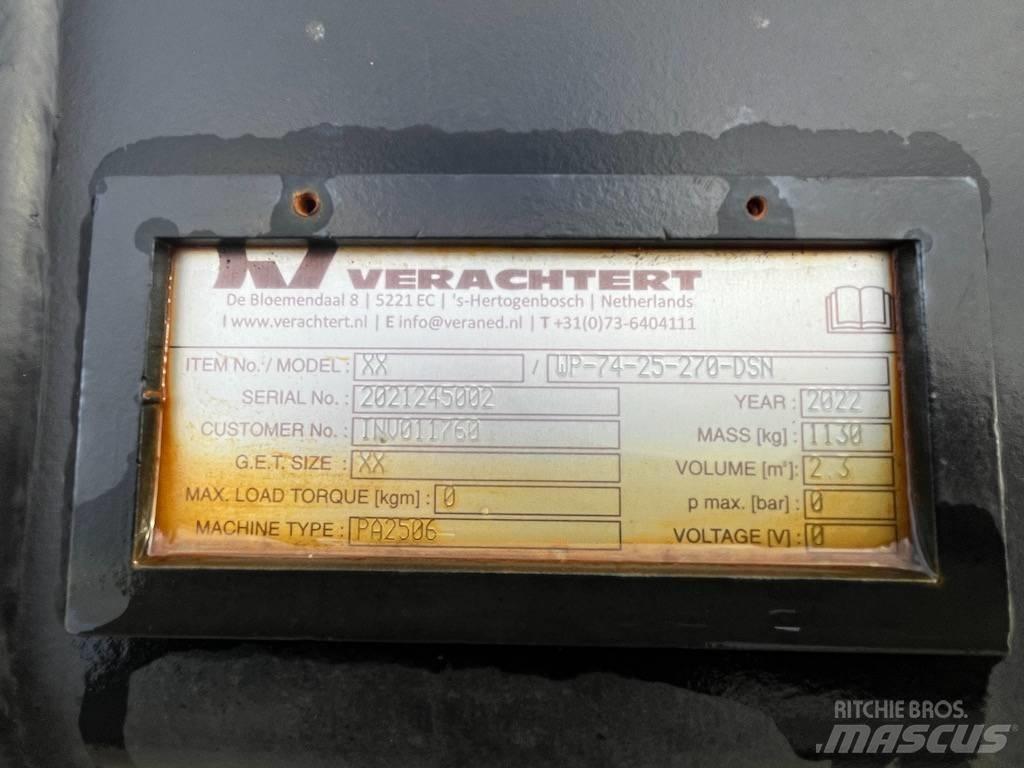 VERACHTERT
De Bloemendaal 8 | 5221 EC | 's-Hertogenbosch | Netherlands
I www.verachtert.nl | E info@veraned.nl | T +31(0)73-6404111
ITEM No. / MODEL : XX / WP-74-25-270-DSN
SERIAL No. : 2021245002 YEAR : 2022
CUSTOMER No. : INV011760 MASS [kg] : 1130
G.E.T. SIZE : XX VOLUME [m³] : 2.3
MAX. LOAD TORQUE [kgm] : 0 p max. [bar] : 0
MACHINE TYPE : PA2506 VOLTAGE [V] : 0
RITCHIE BROS.
MASCUS